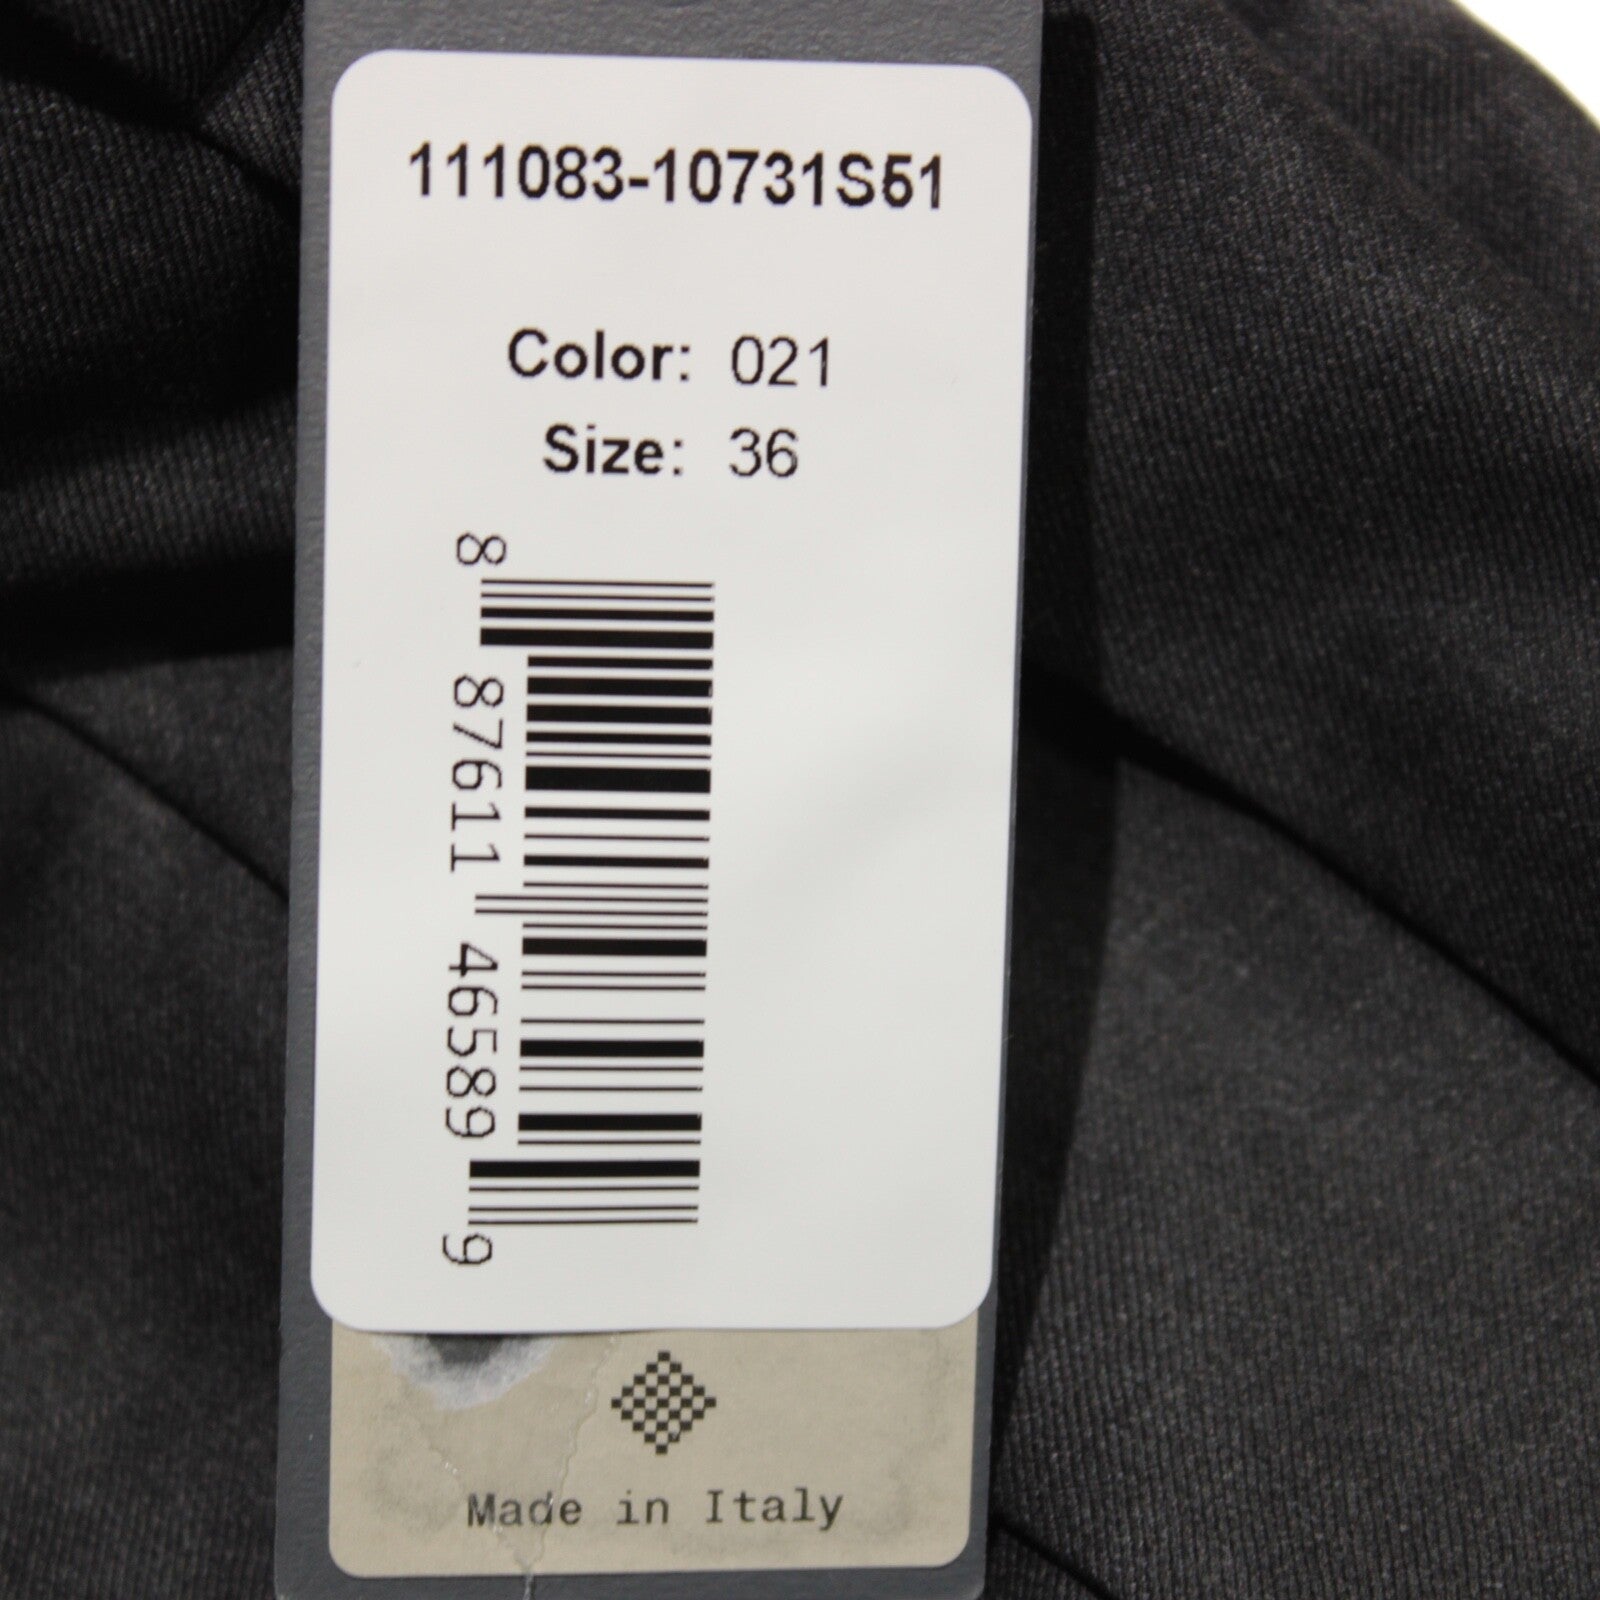 111083-10731S51
Color: 021
Size: 36
8 87611 46589 9
Made in Italy